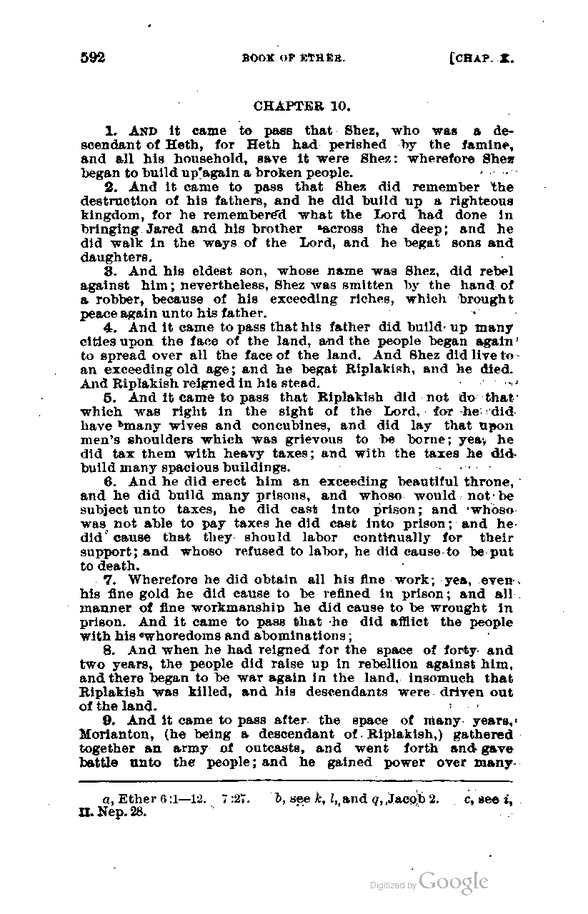 592 BOOK OF ETHER. [CHAP. X.
CHAPTER 10.
1. AND it came to pass that Shez, who was a de-
scendant of Heth, for Heth had perished by the famine,
and all his household, save it were Shez: wherefore Shez
began to build up again a broken people.
2. And it came to pass that Shez did remember the
destruction of his fathers, and he did build up a righteous
kingdom, for he remembered what the Lord had done in
bringing Jared and his brother ᵃacross the deep; and he
did walk in the ways of the Lord, and he begat sons and
daughters.
3. And his eldest son, whose name was Shez, did rebel
against him; nevertheless, Shez was smitten by the hand of
a robber, because of his exceeding riches, which brought
peace again unto his father.
4. And it came to pass that his father did build up many
cities upon the face of the land, and the people began again
to spread over all the face of the land. And Shez did live to
an exceeding old age; and he begat Riplakish, and he died.
And Riplakish reigned in his stead.
5. And it came to pass that Riplakish did not do that
which was right in the sight of the Lord, for he did
have ᵇmany wives and concubines, and did lay that upon
men's shoulders which was grievous to be borne; yea, he
did tax them with heavy taxes; and with the taxes he did
build many spacious buildings.
6. And he did erect him an exceeding beautiful throne,
and he did build many prisons, and whoso would not be
subject unto taxes, he did cast into prison; and whoso
was not able to pay taxes he did cast into prison; and he
did cause that they should labor continually for their
support; and whoso refused to labor, he did cause to be put
to death.
7. Wherefore he did obtain all his fine work; yea, even
his fine gold he did cause to be refined in prison; and all
manner of fine workmanship he did cause to be wrought in
prison. And it came to pass that he did afflict the people
with his ᶜwhoredoms and abominations;
8. And when he had reigned for the space of forty and
two years, the people did raise up in rebellion against him,
and there began to be war again in the land, insomuch that
Riplakish was killed, and his descendants were driven out
of the land.
9. And it came to pass after the space of many years,
Morianton, (he being a descendant of Riplakish,) gathered
together an army of outcasts, and went forth and gave
battle unto the people; and he gained power over many
a, Ether 6:1—12. 7:27. b, see k, l, and q, Jacob 2. c, see i,
II. Nep. 28.
Digitized by Google